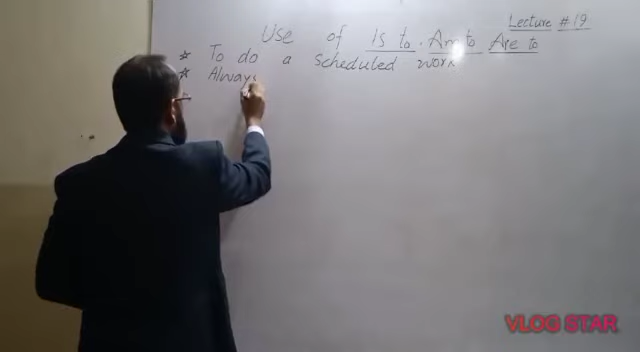 Lecture #19
Use of is to. Am to Are to
☆ To do a scheduled work
☆ Always
VLOG STAR